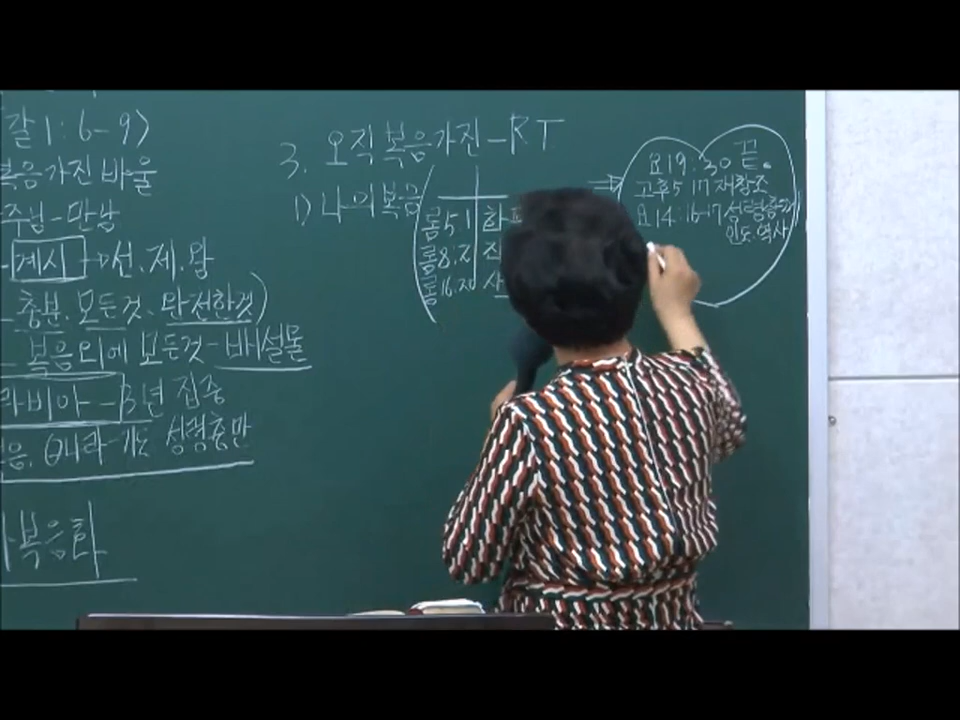 갈1:6-9)
복음가진 바울
주님-만남
계시 → 선.제.왕
충분. 모든것. 완전한것)
복음외에 모든것-배설물
라비아-3년 집중
나라-가는 성령충만
복음화
3. 오직 복음가진-RT
1) 나의복음
롬5:1 화
롬8:2
롬16:20 사
요19:30 끝.
고후5:17 재창조
요14:16-17 성령충만
인도.역사